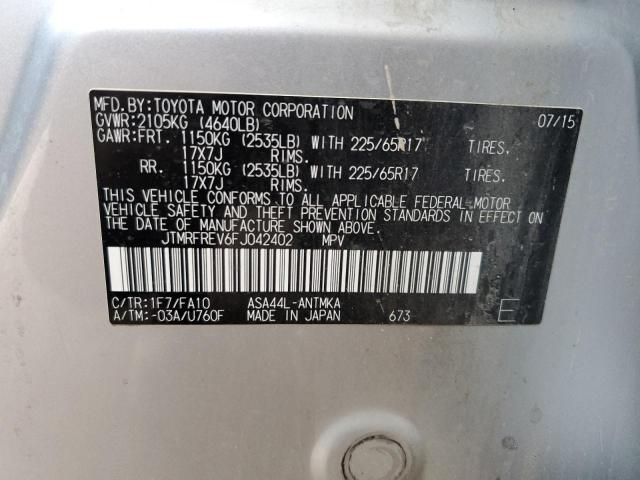 MFD.BY:TOYOTA MOTOR CORPORATION 07/15
GVWR:2105KG (4640LB)
GAWR:FRT. 1150KG (2535LB) WITH 225/65R17 TIRES.
17X7J RIMS.
RR. 1150KG (2535LB) WITH 225/65R17 TIRES.
17X7J RIMS.
THIS VEHICLE CONFORMS TO ALL APPLICABLE FEDERAL MOTOR
VEHICLE SAFETY AND THEFT PREVENTION STANDARDS IN EFFECT ON
THE DATE OF MANUFACTURE SHOWN ABOVE.
JTMRFREV6FJ042402 MPV
C/TR:1F7/FA10 ASA44L-ANTMKA
A/TM:-03A/U760F MADE IN JAPAN 673 E